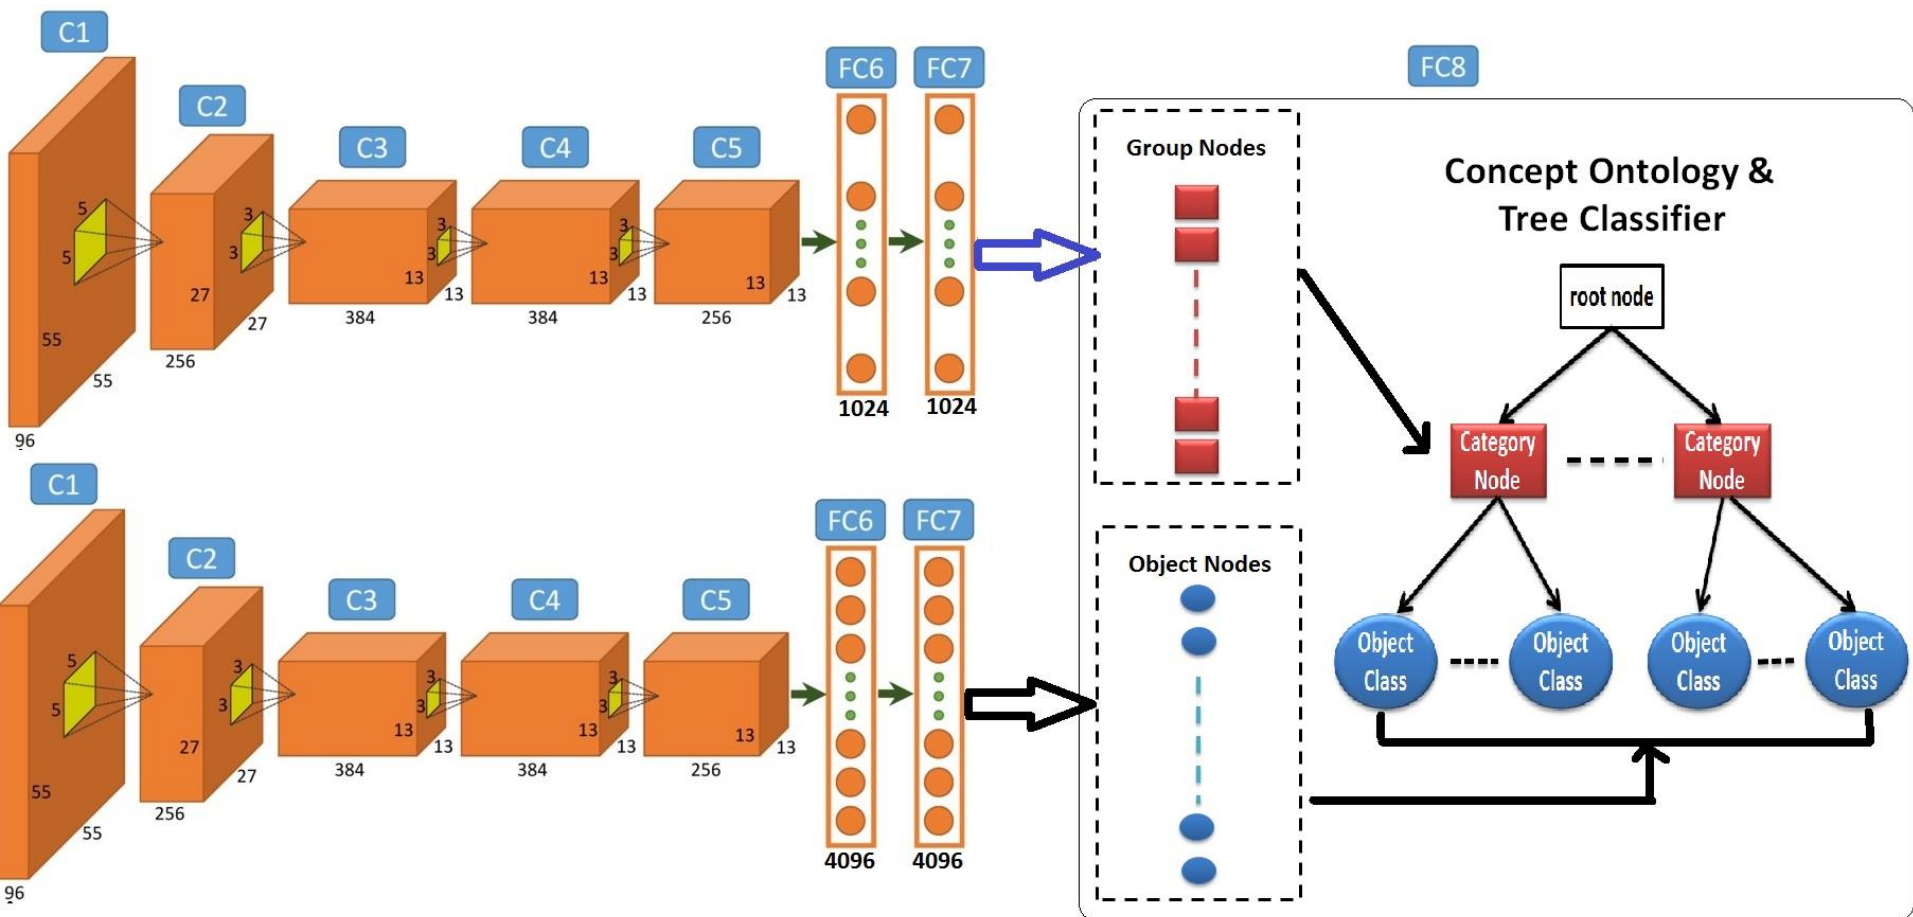 C1
C2
C3
C4
C5
FC6
FC7
FC8
5
5
3
3
3
3
3
3
55
55
96
27
27
256
13
13
384
13
13
384
13
13
256
1024
1024
Group Nodes
Concept Ontology &
Tree Classifier
root node
Category
Node
Category
Node
C1
C2
C3
C4
C5
FC6
FC7
5
5
3
3
3
3
3
3
55
55
96
27
27
256
13
13
384
13
13
384
13
13
256
4096
4096
Object Nodes
Object
Class
Object
Class
Object
Class
Object
Class